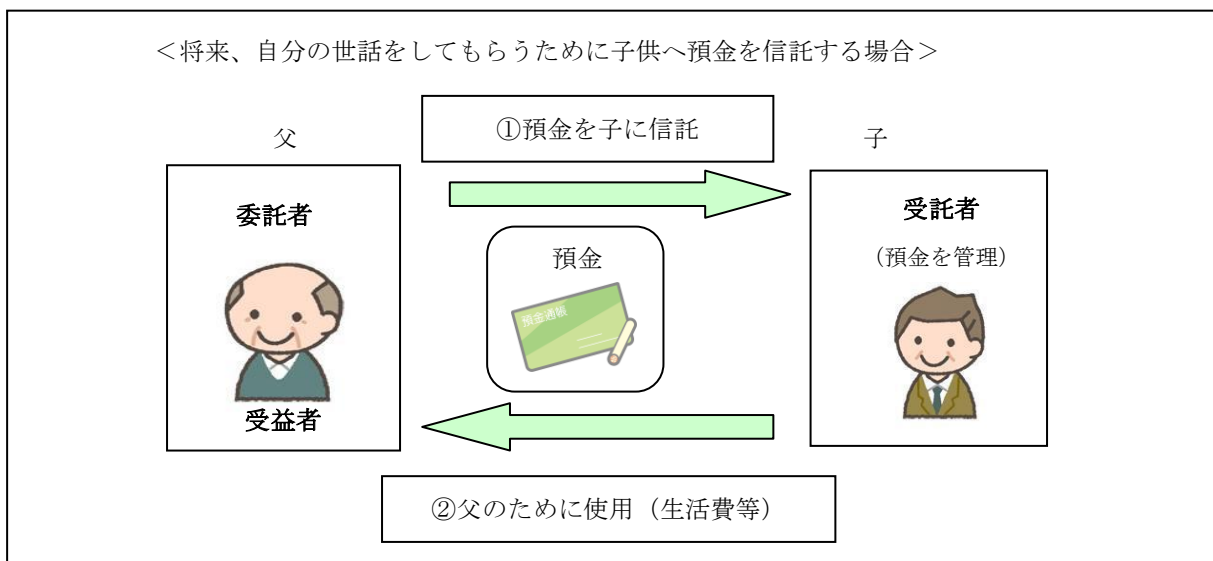 ＜将来、自分の世話をしてもらうために子供へ預金を信託する場合＞
①預金を子に信託
父
子
委託者
受託者
（預金を管理）
預金
預金通帳
受益者
②父のために使用（生活費等）